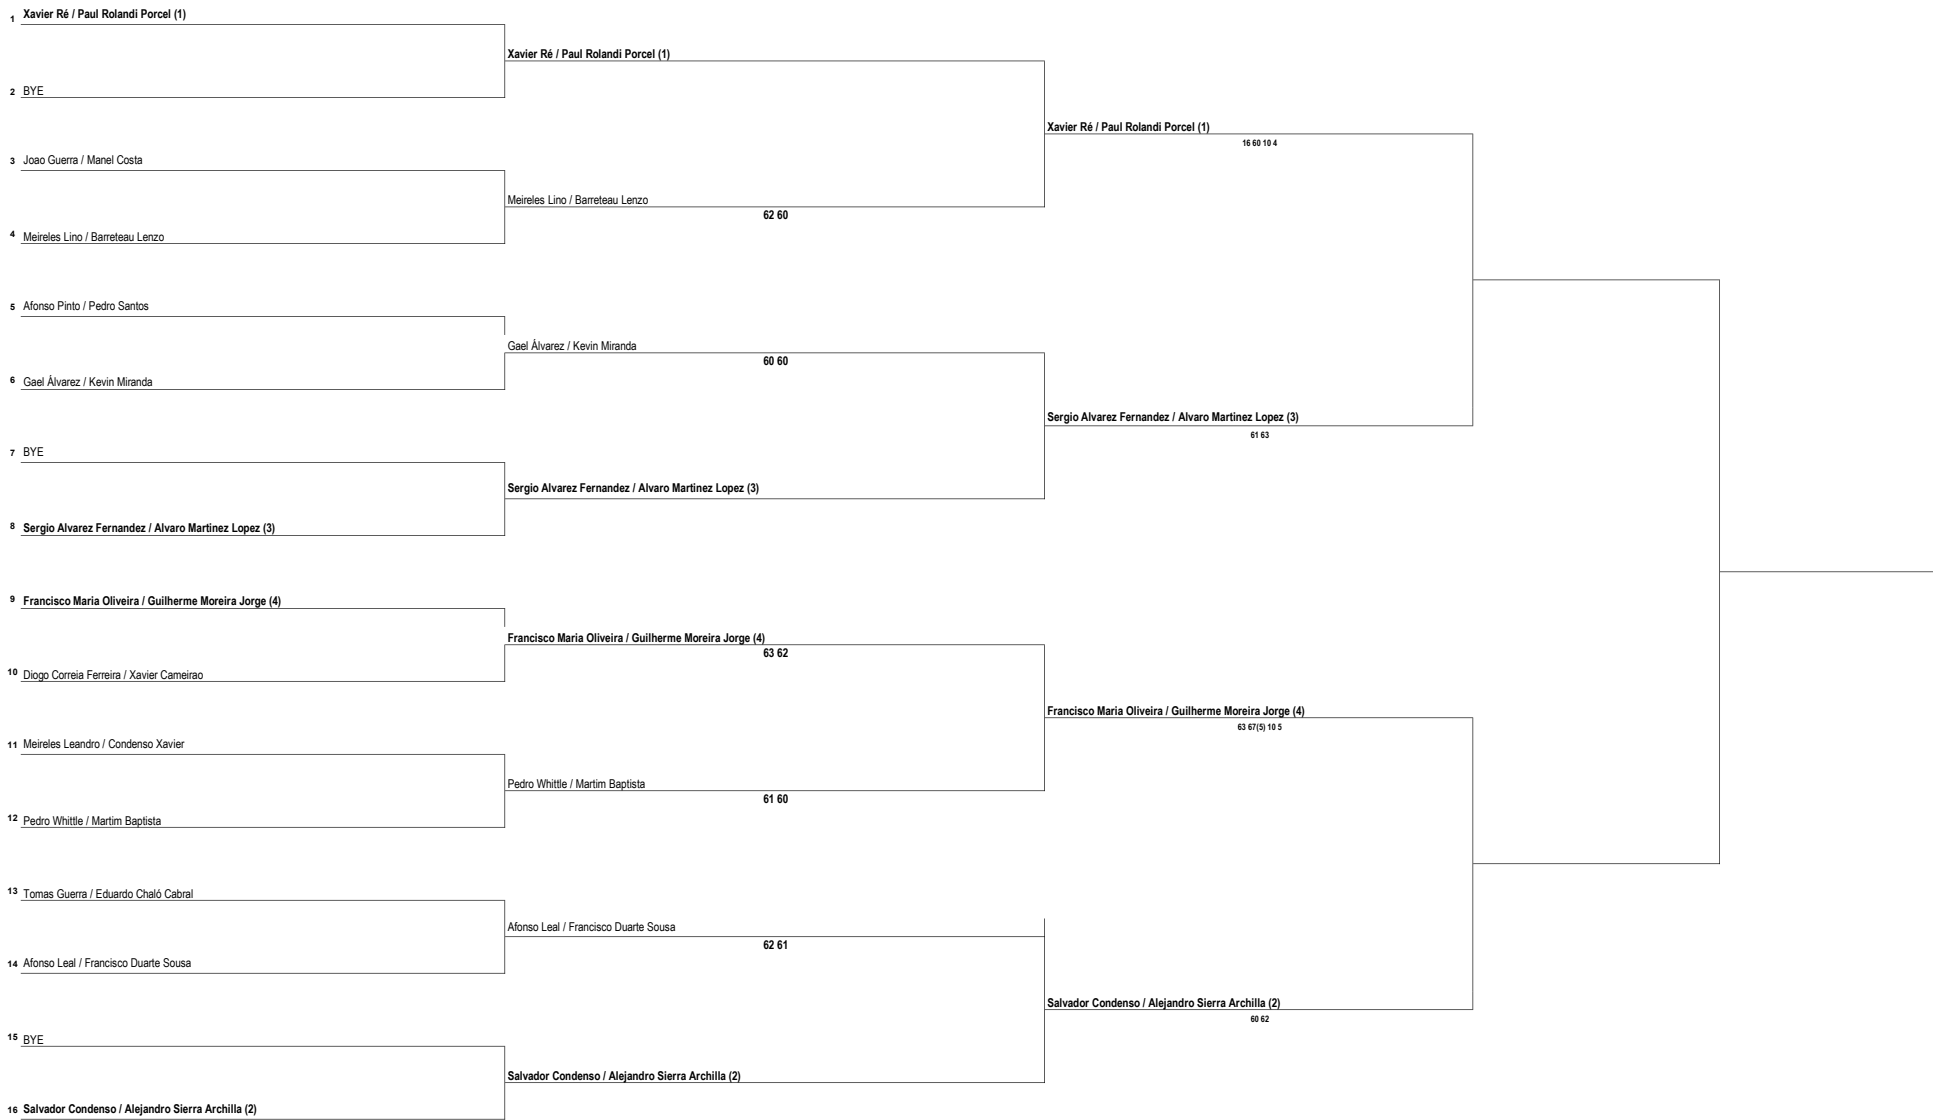 1 Xavier Ré / Paul Rolandi Porcel (1)
Xavier Ré / Paul Rolandi Porcel (1)
2 BYE
Xavier Ré / Paul Rolandi Porcel (1)
16 60 10 4
3 Joao Guerra / Manel Costa
Meireles Lino / Barreteau Lenzo
62 60
4 Meireles Lino / Barreteau Lenzo
5 Afonso Pinto / Pedro Santos
Gael Álvarez / Kevin Miranda
60 60
6 Gael Álvarez / Kevin Miranda
Sergio Alvarez Fernandez / Alvaro Martinez Lopez (3)
61 63
7 BYE
Sergio Alvarez Fernandez / Alvaro Martinez Lopez (3)
8 Sergio Alvarez Fernandez / Alvaro Martinez Lopez (3)
9 Francisco Maria Oliveira / Guilherme Moreira Jorge (4)
Francisco Maria Oliveira / Guilherme Moreira Jorge (4)
63 62
10 Diogo Correia Ferreira / Xavier Cameirao
Francisco Maria Oliveira / Guilherme Moreira Jorge (4)
63 67(5) 10 5
11 Meireles Leandro / Condenso Xavier
Pedro Whittle / Martim Baptista
61 60
12 Pedro Whittle / Martim Baptista
13 Tomas Guerra / Eduardo Chaló Cabral
Afonso Leal / Francisco Duarte Sousa
62 61
14 Afonso Leal / Francisco Duarte Sousa
Salvador Condenso / Alejandro Sierra Archilla (2)
60 62
15 BYE
Salvador Condenso / Alejandro Sierra Archilla (2)
16 Salvador Condenso / Alejandro Sierra Archilla (2)